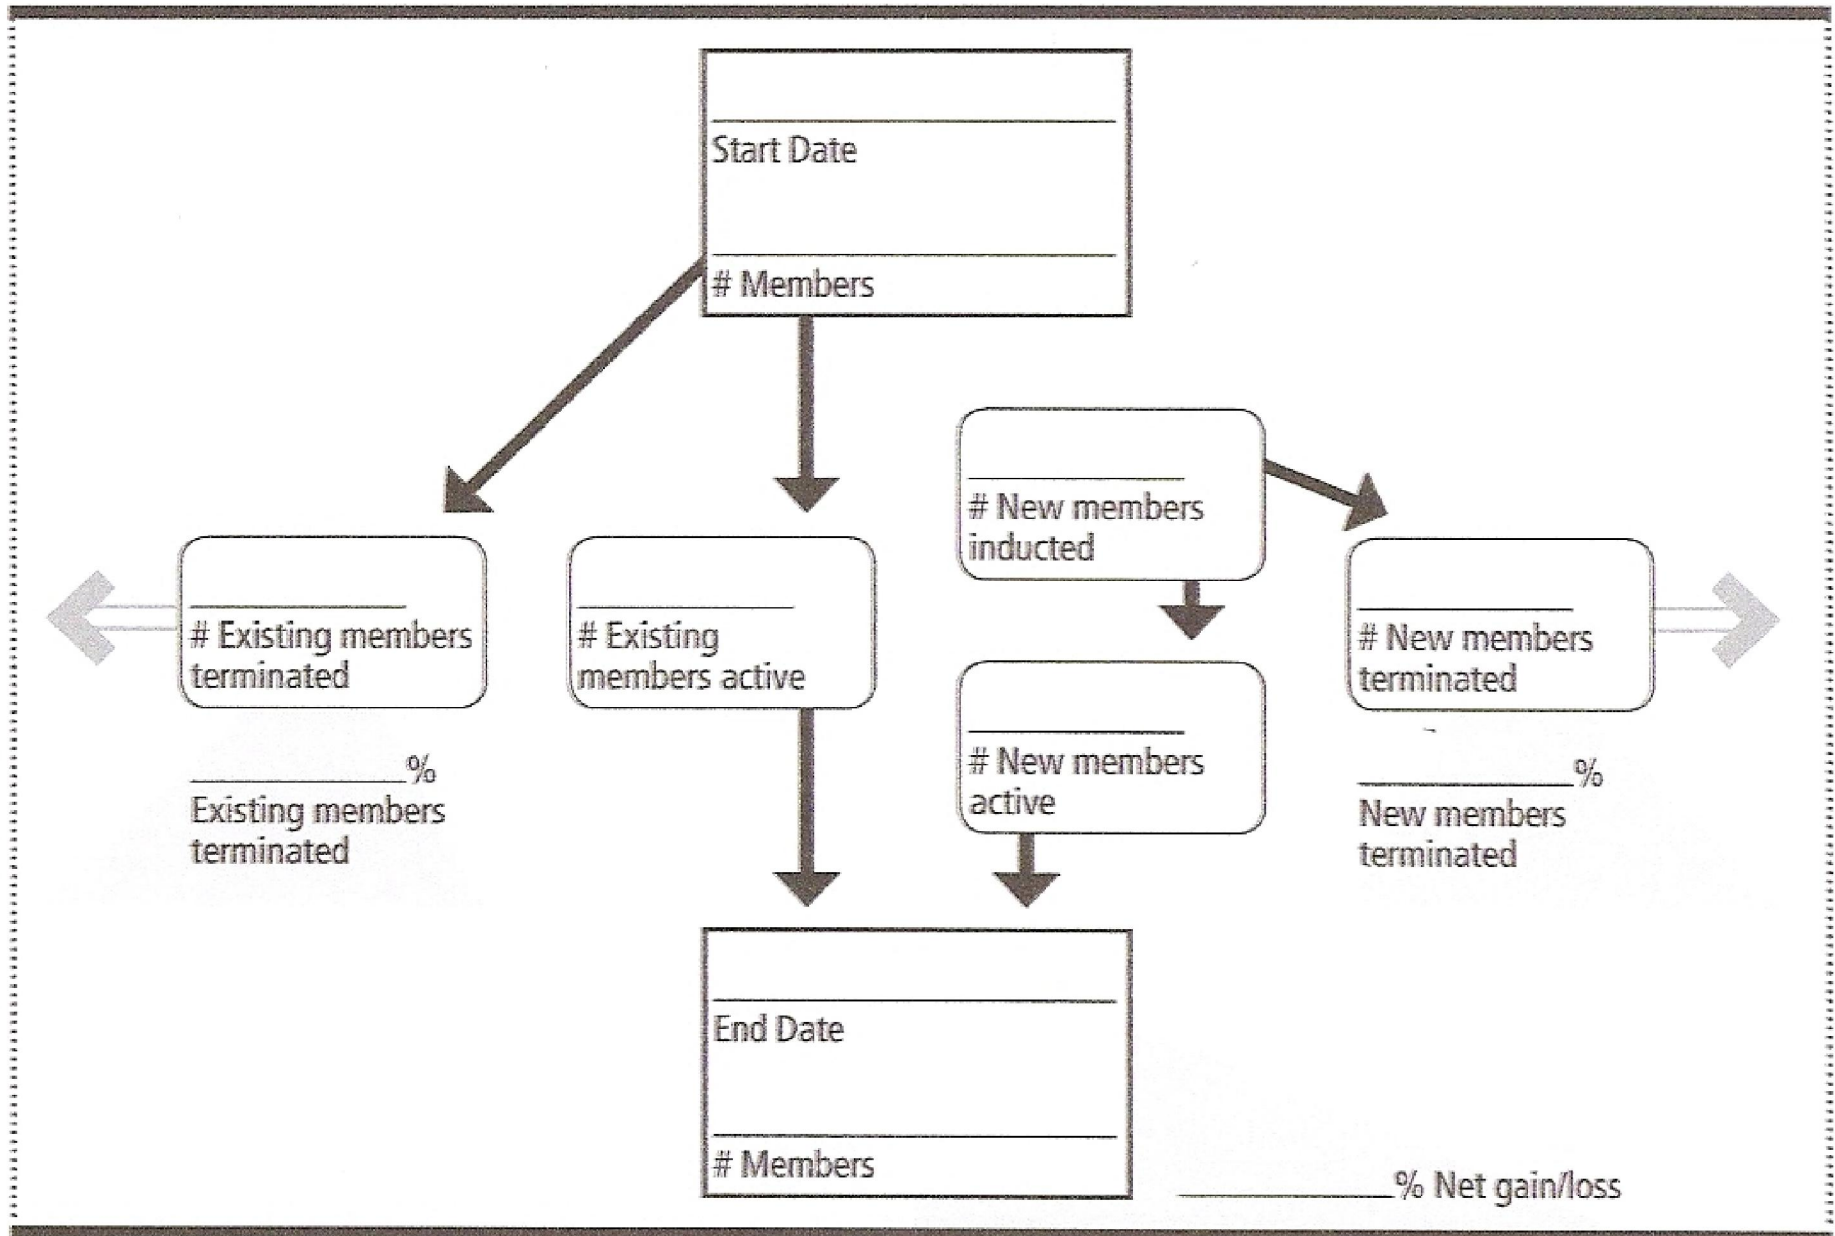 Start Date
# Members
# New members
inducted
# Existing members
terminated
# Existing
members active
# New members
terminated
%
Existing members
terminated
# New members
active
%
New members
terminated
End Date
# Members
% Net gain/loss